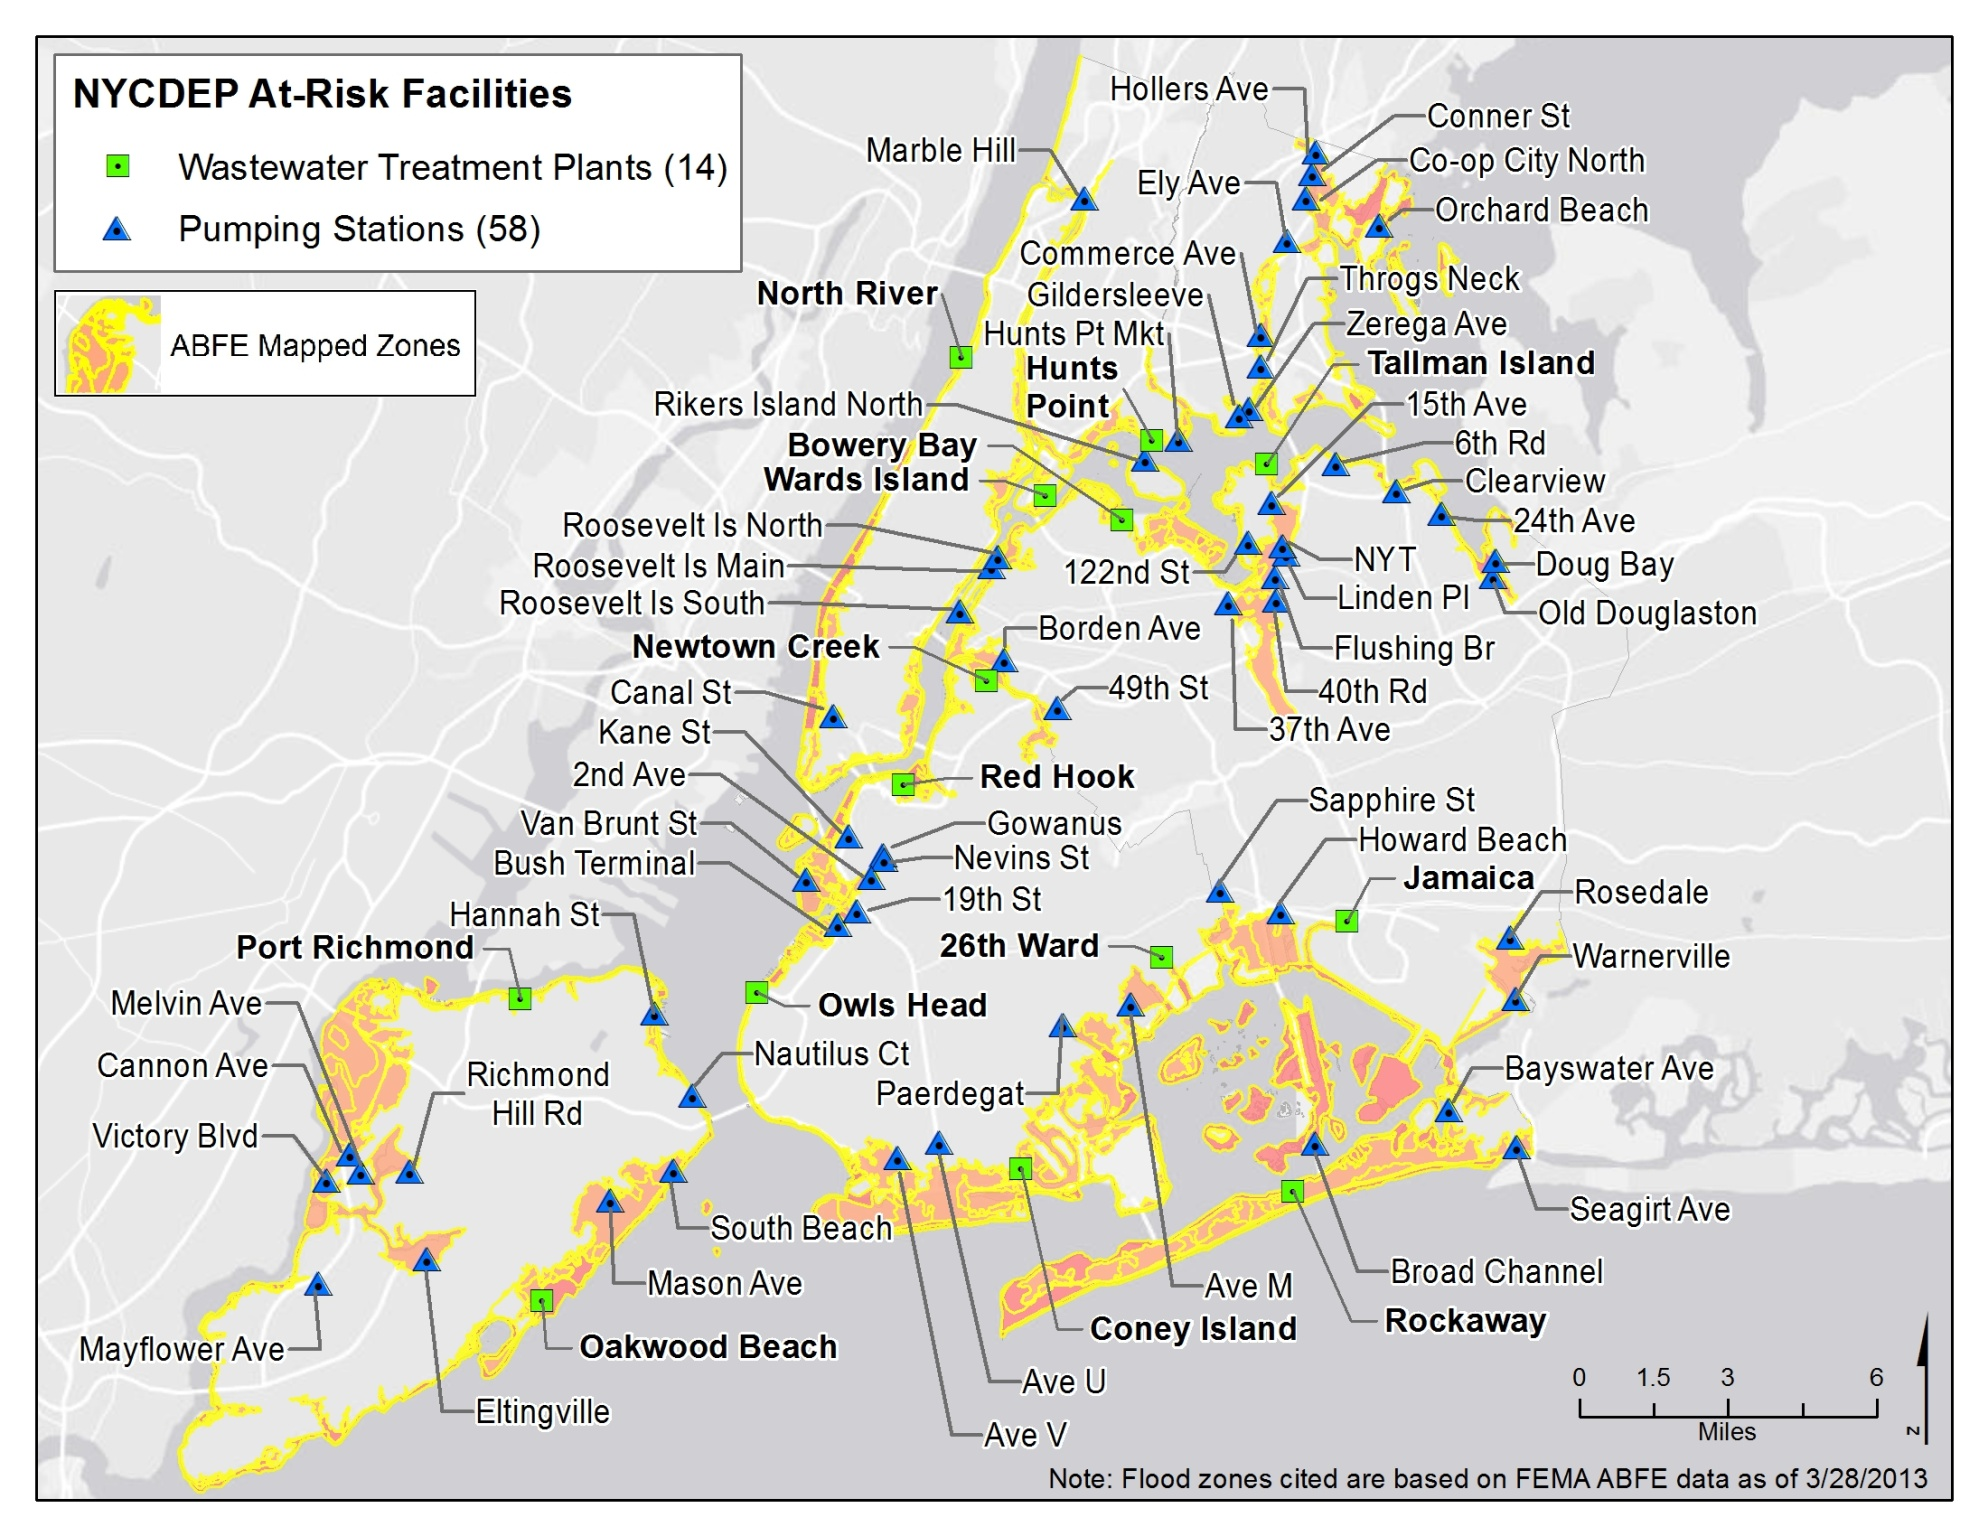 NYCDEP At-Risk Facilities
Wastewater Treatment Plants (14)
Pumping Stations (58)
ABFE Mapped Zones
Hollers Ave
Conner St
Marble Hill
Co-op City North
Ely Ave
Orchard Beach
Commerce Ave
Throgs Neck
North River
Gildersleeve
Zerega Ave
Hunts Pt Mkt
Tallman Island
Hunts
Point
Rikers Island North
15th Ave
Bowery Bay
6th Rd
Wards Island
Clearview
Roosevelt Is North
24th Ave
Roosevelt Is Main
122nd St
NYT
Doug Bay
Roosevelt Is South
Linden Pl
Old Douglaston
Borden Ave
Newtown Creek
Flushing Br
Canal St
49th St
40th Rd
Kane St
37th Ave
2nd Ave
Red Hook
Sapphire St
Van Brunt St
Gowanus
Howard Beach
Bush Terminal
Nevins St
Jamaica
19th St
Rosedale
Hannah St
Port Richmond
26th Ward
Warnerville
Melvin Ave
Owls Head
Cannon Ave
Richmond
Hill Rd
Nautilus Ct
Bayswater Ave
Paerdegat
Victory Blvd
South Beach
Seagirt Ave
Mason Ave
Ave M
Broad Channel
Mayflower Ave
Oakwood Beach
Coney Island
Rockaway
Ave U
Eltingville
Ave V
0 1.5 3 6
Miles
N
Note: Flood zones cited are based on FEMA ABFE data as of 3/28/2013